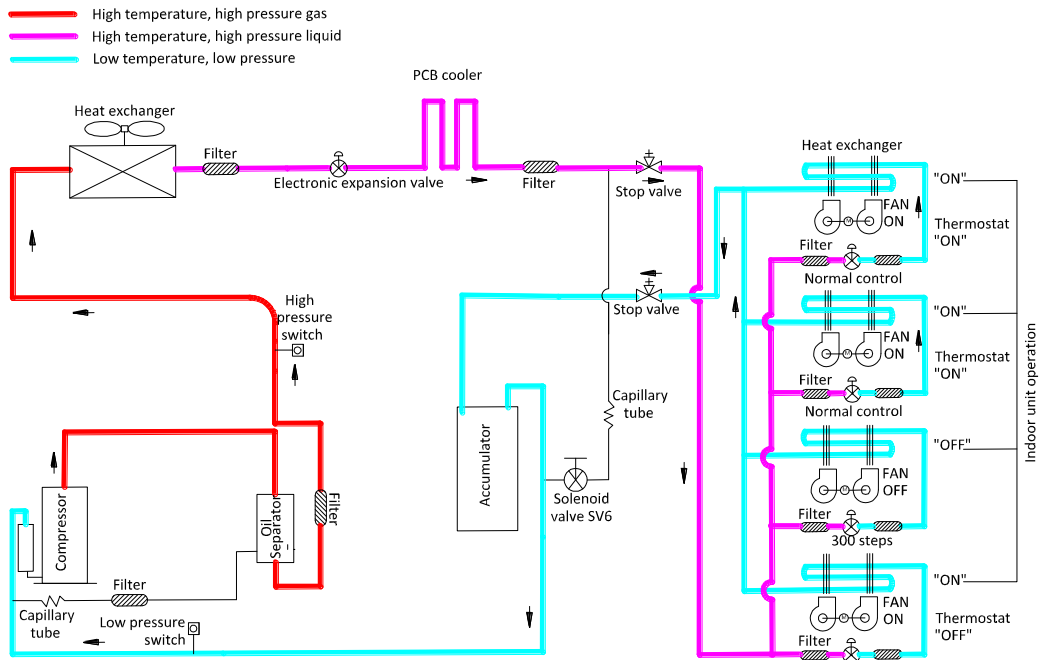 High temperature, high pressure gas
High temperature, high pressure liquid
Low temperature, low pressure
PCB cooler
Heat exchanger
Filter
Electronic expansion valve
Filter
Stop valve
Heat exchanger
"ON"
FAN
ON
M
Thermostat
"ON"
Filter
Normal control
High
pressure
switch
Stop valve
"ON"
FAN
ON
M
Thermostat
"ON"
Filter
Normal control
Indoor unit operation
Capillary
tube
Accumulator
"OFF"
FAN
OFF
M
Compressor
Oil
Separator
Filter
Solenoid
valve SV6
Filter
300 steps
Filter
"ON"
FAN
ON
M
Capillary
tube
Low pressure
switch
Thermostat
"OFF"
Filter